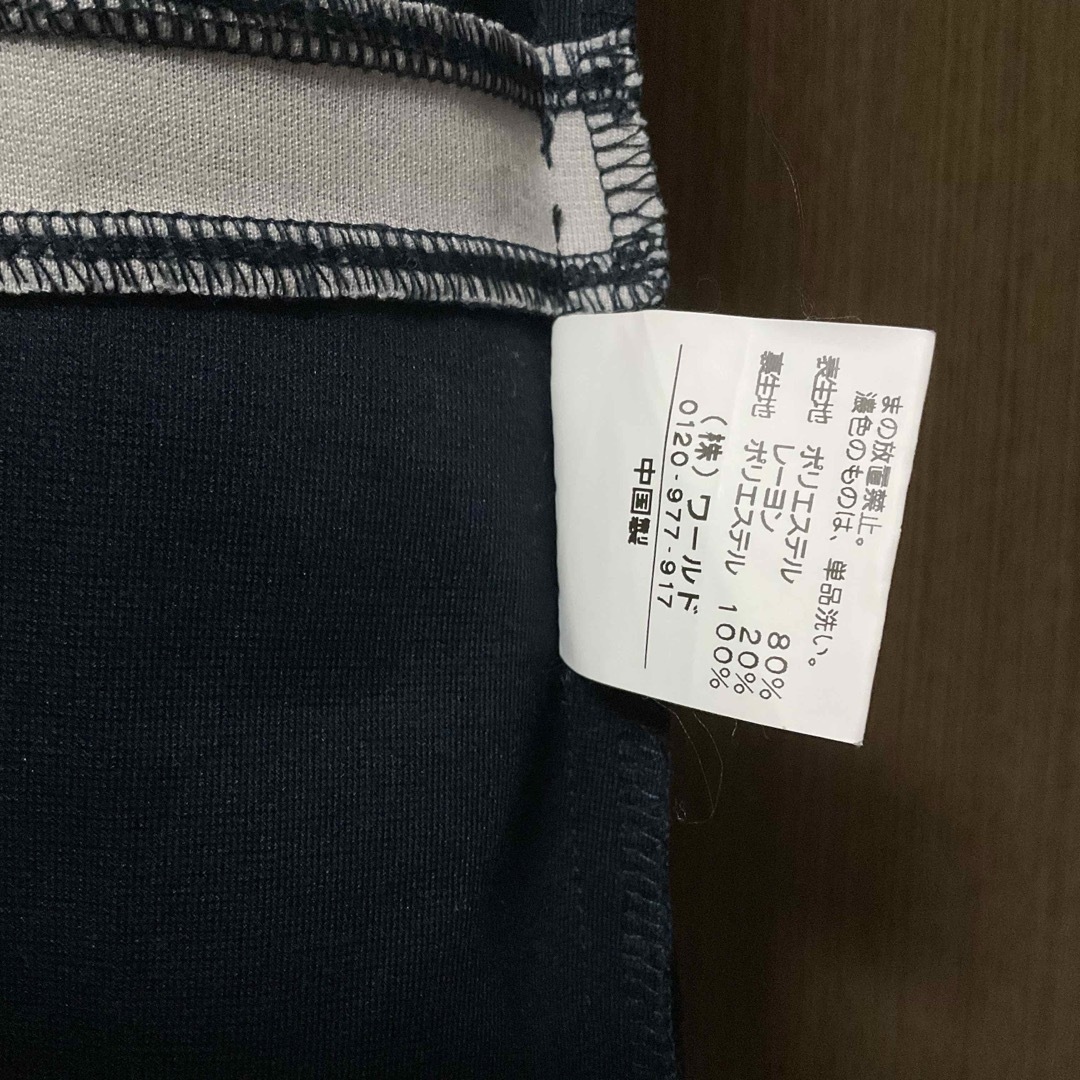 まの放置禁止。
濃色のものは、単品洗い。
表生地 ポリエステル 80%
レーヨン 20%
裏生地 ポリエステル 100%
(株)ワールド
0120-977-917
中国製